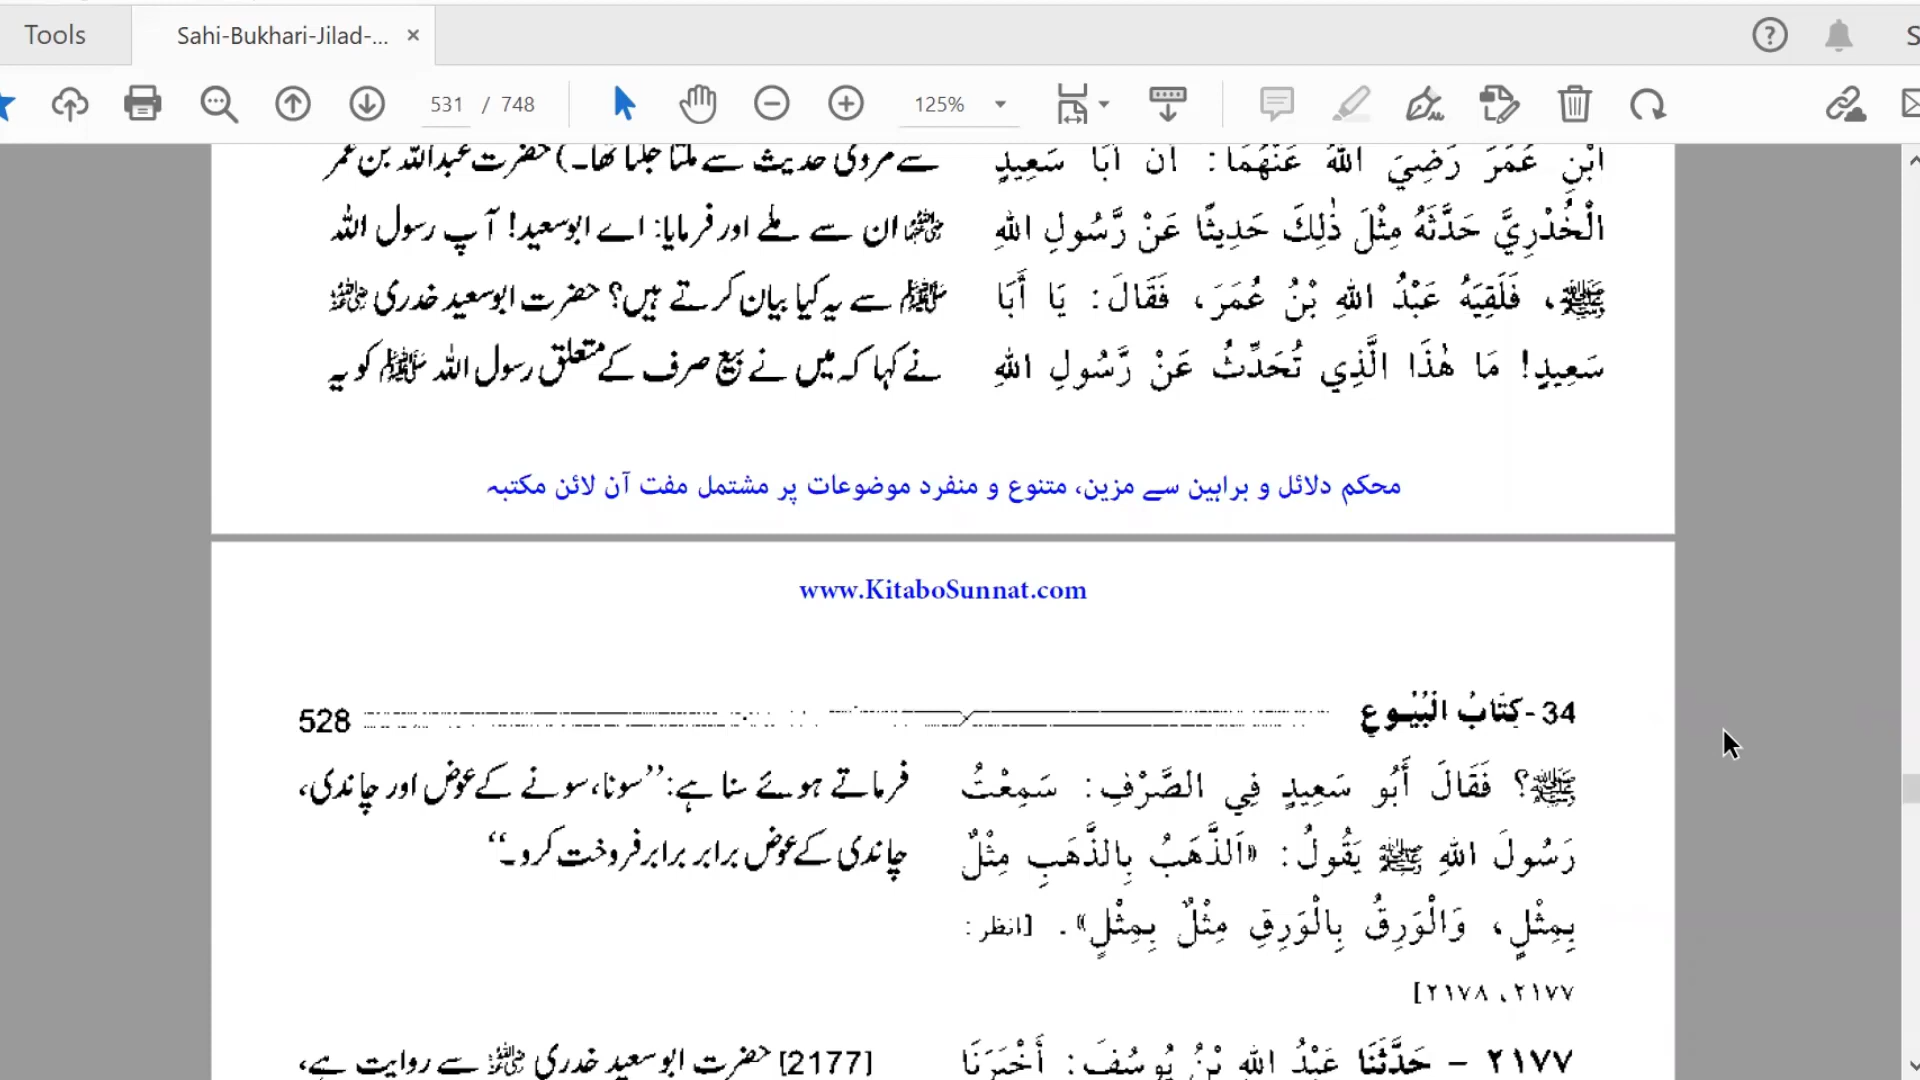 Tools
Sahi-Bukhari-Jilad-...
531 / 748
125%
ابْنِ عُمَرَ رَضِيَ اللهُ عَنْهُمَا: أَنَّ أَبَا سَعِيدٍ
الْخُدْرِيَّ حَدَّثَهُ مِثْلَ ذٰلِكَ حَدِيثًا عَنْ رَّسُولِ اللهِ
ﷺ، فَلَقِيَهُ عَبْدُ اللهِ بْنُ عُمَرَ، فَقَالَ: يَا أَبَا
سَعِيدٍ! مَا هٰذَا الَّذِي تُحَدِّثُ عَنْ رَّسُولِ اللهِ
سے مروی حدیث سے ملتا جلتا تھا۔) حضرت عبداللہ بن عمر
ان سے ملے اور فرمایا: اے ابوسعید! آپ رسول اللہ
ﷺ سے یہ کیا بیان کرتے ہیں؟ حضرت ابوسعید خدری
نے کہا کہ میں نے بیع صرف کے متعلق رسول اللہ ﷺ کو یہ
محکم دلائل و براہین سے مزین، متنوع و منفرد موضوعات پر مشتمل مفت آن لائن مکتبہ
www.KitaboSunnat.com
34-كِتَابُ الْبُيُوعِ
528
ﷺ؟ فَقَالَ أَبُو سَعِيدٍ فِي الصَّرْفِ: سَمِعْتُ
رَسُولَ اللهِ ﷺ يَقُولُ: «اَلذَّهَبُ بِالذَّهَبِ مِثْلٌ
بِمِثْلٍ، وَالْوَرِقُ بِالْوَرِقِ مِثْلٌ بِمِثْلٍ». [انظر:
٢١٧٧، ٢١٧٨]
فرماتے ہوئے سنا ہے: ’’سونا، سونے کے عوض اور چاندی،
چاندی کے عوض برابر برابر فروخت کرو۔‘‘
٢١٧٧ - حَدَّثَنَا عَبْدُ اللهِ بْنُ يُوسُفَ: أَخْبَرَنَا
[2177] حضرت ابوسعید خدری سے روایت ہے،